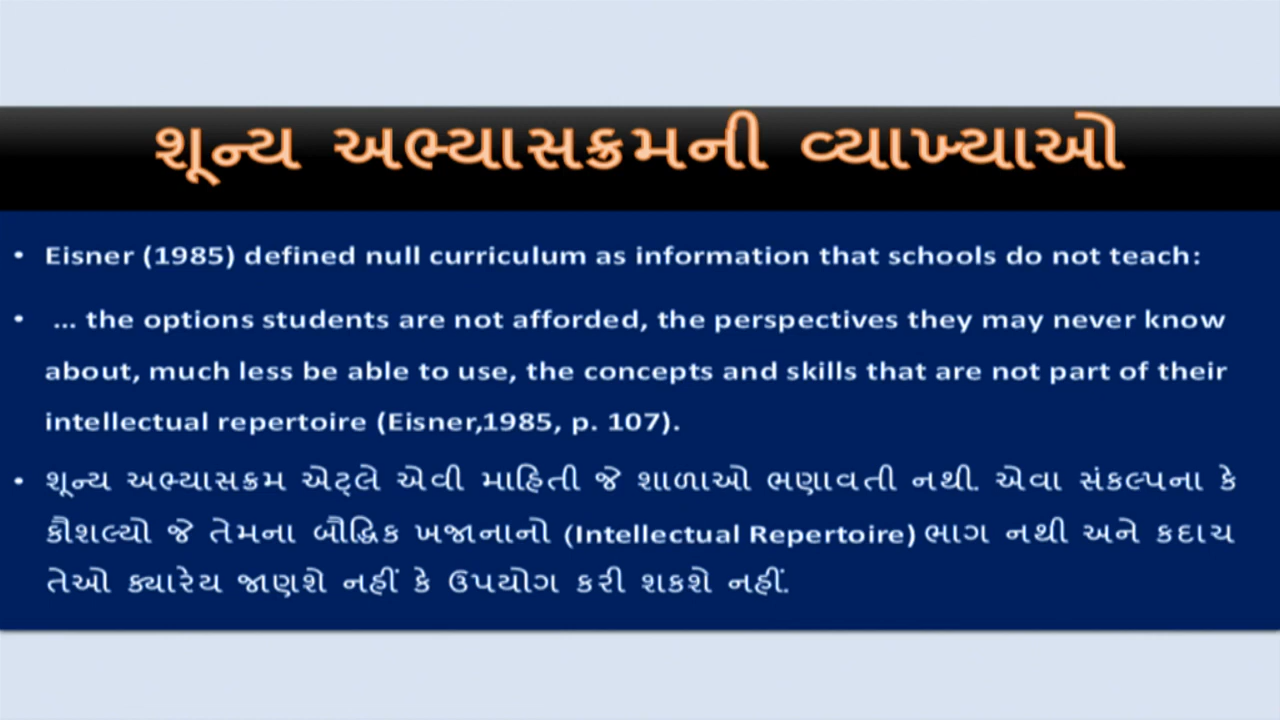 શૂન્ય અભ્યાસક્રમની વ્યાખ્યાઓ
• Eisner (1985) defined null curriculum as information that schools do not teach:
• ... the options students are not afforded, the perspectives they may never know
about, much less be able to use, the concepts and skills that are not part of their
intellectual repertoire (Eisner,1985, p. 107).
• શૂન્ય અભ્યાસક્રમ એટલે એવી માહિતી જે શાળાઓ ભણાવતી નથી. એવા સંકલ્પના કે
કૌશલ્યો જે તેમના બૌદ્ધિક ખજાનાનો (Intellectual Repertoire) ભાગ નથી અને કદાચ
તેઓ ક્યારેય જાણશે નહીં કે ઉપયોગ કરી શકશે નહીં.